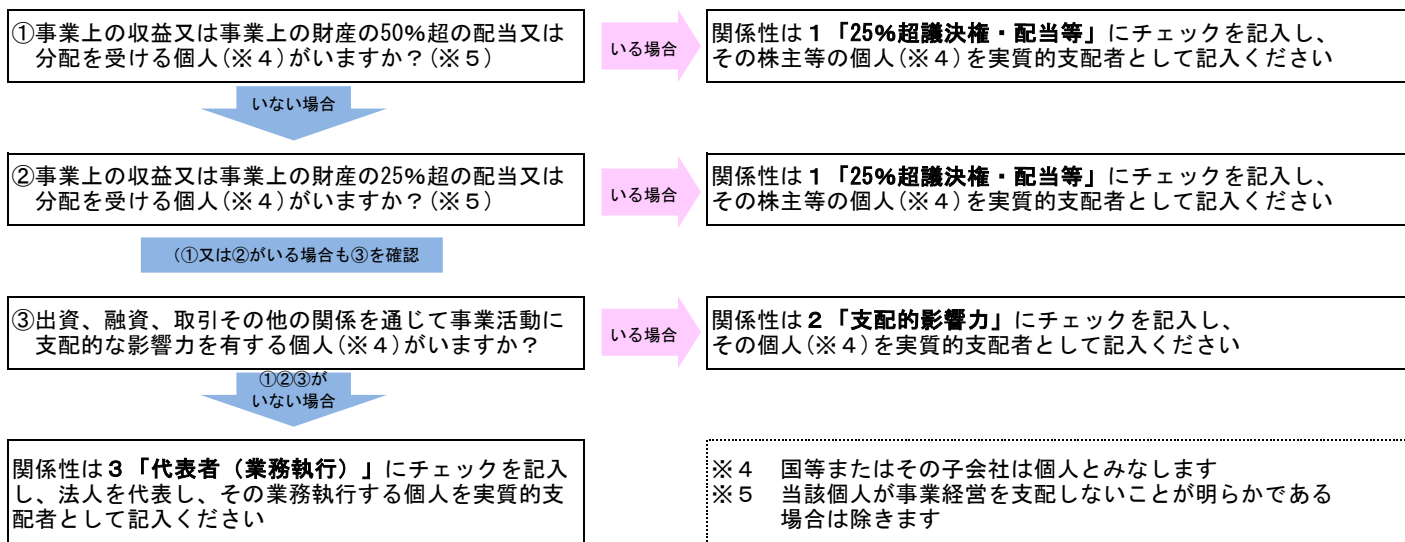 ①事業上の収益又は事業上の財産の50%超の配当又は
分配を受ける個人(※４)がいますか？(※５)
いる場合
関係性は１「25%超議決権・配当等」にチェックを記入し、
その株主等の個人(※４)を実質的支配者として記入ください
いない場合
②事業上の収益又は事業上の財産の25%超の配当又は
分配を受ける個人(※４)がいますか？(※５)
いる場合
関係性は１「25%超議決権・配当等」にチェックを記入し、
その株主等の個人(※４)を実質的支配者として記入ください
(①又は②がいる場合も③を確認
③出資、融資、取引その他の関係を通じて事業活動に
支配的な影響力を有する個人(※４)がいますか？
いる場合
関係性は２「支配的影響力」にチェックを記入し、
その個人(※４)を実質的支配者として記入ください
①②③が
いない場合
関係性は３「代表者（業務執行）」にチェックを記入
し、法人を代表し、その業務執行する個人を実質的支
配者として記入ください
※４　国等またはその子会社は個人とみなします
※５　当該個人が事業経営を支配しないことが明らかである
場合は除きます